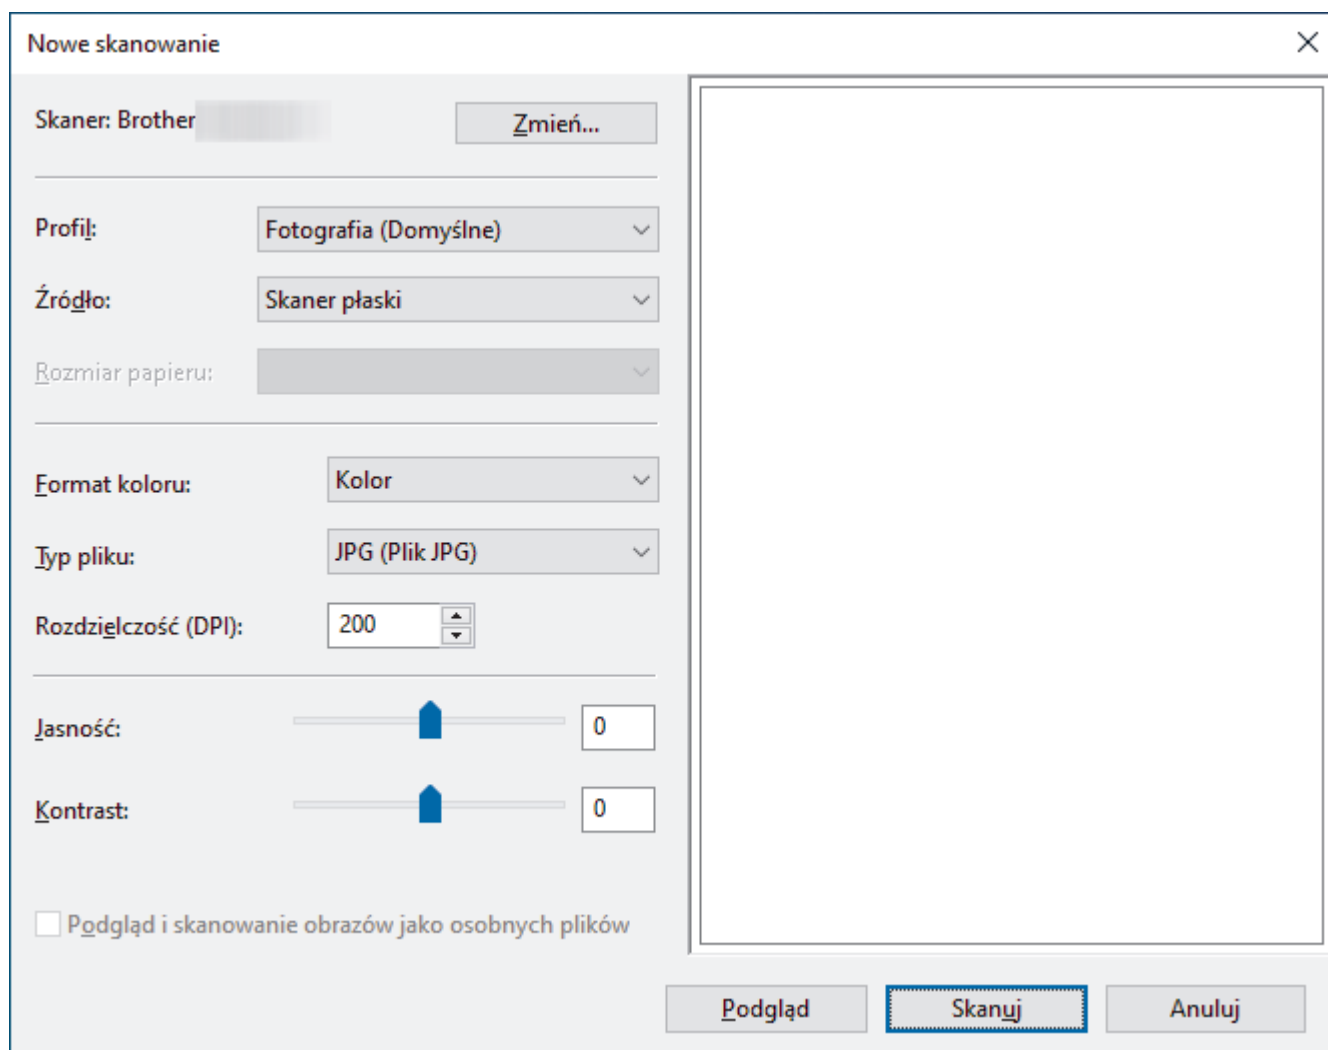 Nowe skanowanie
Skaner: Brother
Zmień...
Profil: Fotografia (Domyślne)
Źródło: Skaner płaski
Rozmiar papieru:
Format koloru: Kolor
Typ pliku: JPG (Plik JPG)
Rozdzielczość (DPI): 200
Jasność: 0
Kontrast: 0
Podgląd i skanowanie obrazów jako osobnych plików
Podgląd Skanuj Anuluj